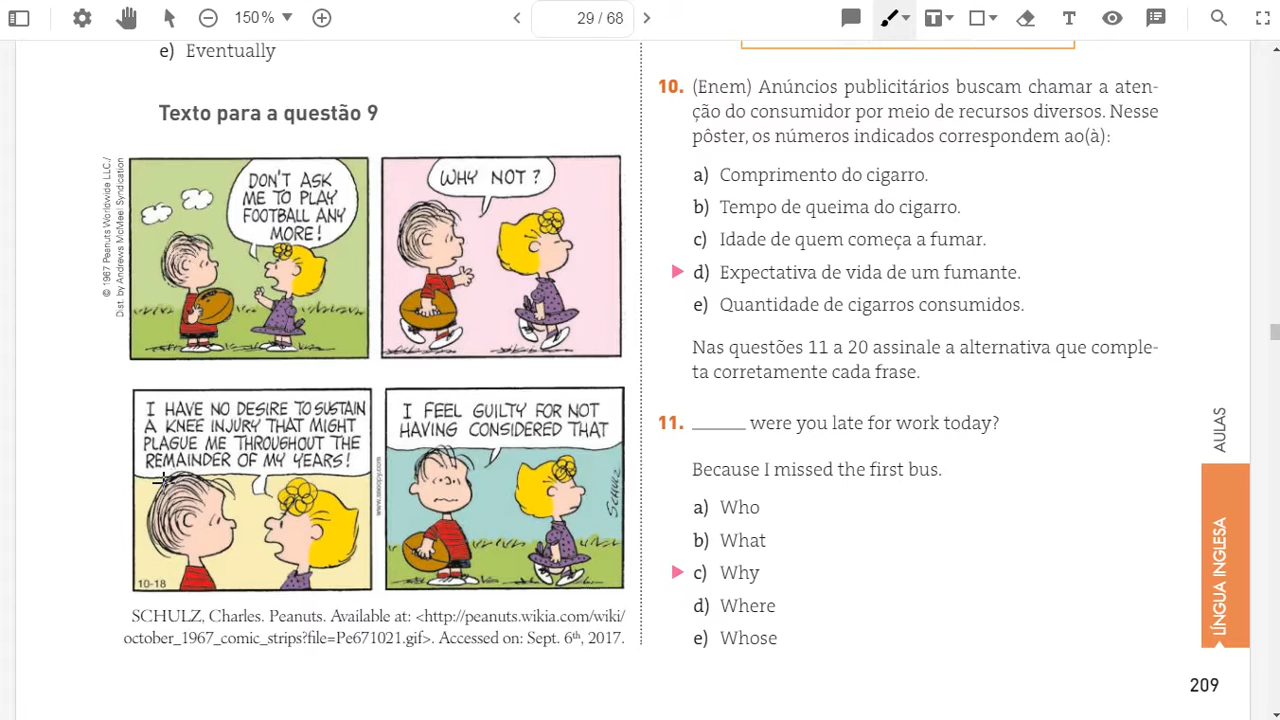 150%
29 / 68
e) Eventually
Texto para a questão 9
© 1967 Peanuts Worldwide LLC./
Dist. by Andrews McMeel Syndication
DON'T ASK
ME TO PLAY
FOOTBALL ANY
MORE!
WHY NOT?
I HAVE NO DESIRE TO SUSTAIN
A KNEE INJURY THAT MIGHT
PLAGUE ME THROUGHOUT THE
REMAINDER OF MY YEARS!
10-18
www.snoopy.com
I FEEL GUILTY FOR NOT
HAVING CONSIDERED THAT
SCHULZ
SCHULZ, Charles. Peanuts. Available at: <http://peanuts.wikia.com/wiki/
october_1967_comic_strips?file=Pe671021.gif>. Accessed on: Sept. 6th, 2017.
10. (Enem) Anúncios publicitários buscam chamar a aten-
ção do consumidor por meio de recursos diversos. Nesse
pôster, os números indicados correspondem ao(à):
a) Comprimento do cigarro.
b) Tempo de queima do cigarro.
c) Idade de quem começa a fumar.
d) Expectativa de vida de um fumante.
e) Quantidade de cigarros consumidos.
Nas questões 11 a 20 assinale a alternativa que comple-
ta corretamente cada frase.
11. ______ were you late for work today?
Because I missed the first bus.
a) Who
b) What
c) Why
d) Where
e) Whose
AULAS
LÍNGUA INGLESA
209